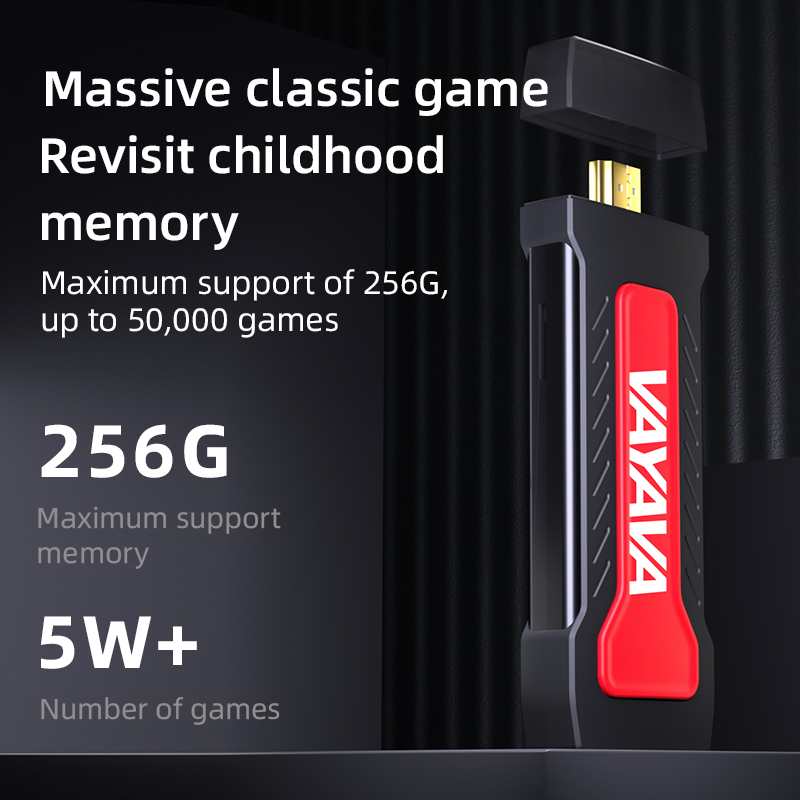 Massive classic game
Revisit childhood
memory
Maximum support of 256G,
up to 50,000 games
256G
Maximum support
memory
5W+
Number of games
VAYAVA